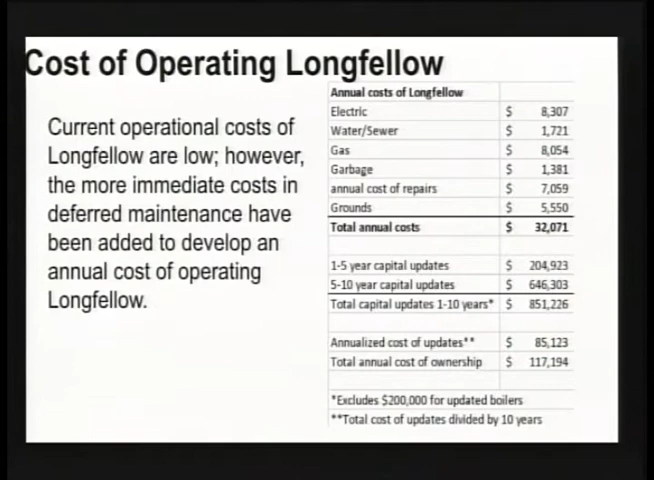 Cost of Operating Longfellow
Current operational costs of
Longfellow are low; however,
the more immediate costs in
deferred maintenance have
been added to develop an
annual cost of operating
Longfellow.
Annual costs of Longfellow
Electric $ 8,307
Water/Sewer $ 1,721
Gas $ 8,054
Garbage $ 1,381
annual cost of repairs $ 7,059
Grounds $ 5,550
Total annual costs $ 32,071
1-5 year capital updates $ 204,923
5-10 year capital updates $ 646,303
Total capital updates 1-10 years* $ 851,226
Annualized cost of updates** $ 85,123
Total annual cost of ownership $ 117,194
*Excludes $200,000 for updated boilers
**Total cost of updates divided by 10 years